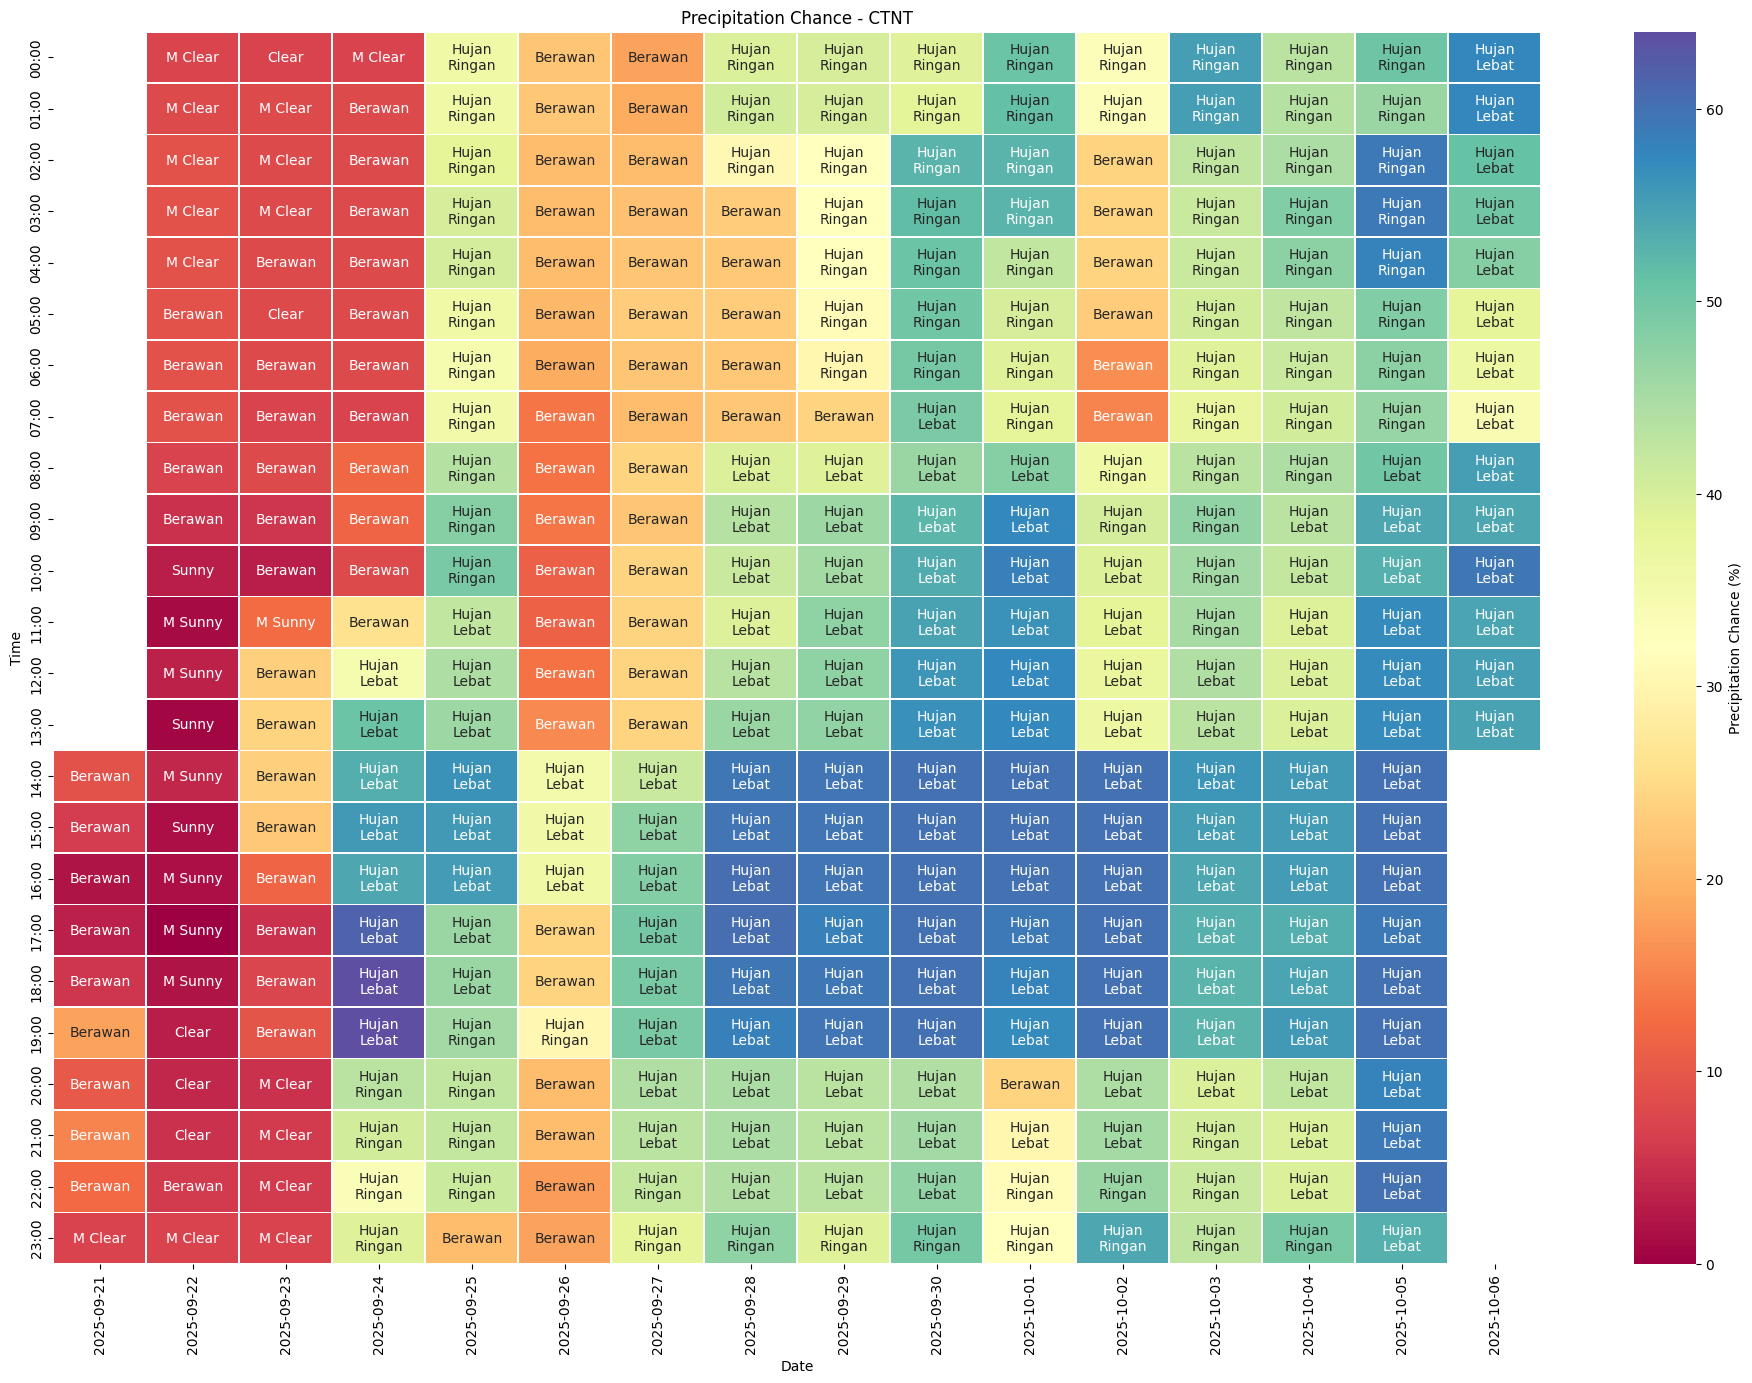 Precipitation Chance - CTNT
Time
00:00 M Clear Clear M Clear Hujan Ringan Berawan Berawan Hujan Ringan Hujan Ringan Hujan Ringan Hujan Ringan Hujan Ringan Hujan Ringan Hujan Ringan Hujan Ringan Hujan Lebat
01:00 M Clear M Clear Berawan Hujan Ringan Berawan Berawan Hujan Ringan Hujan Ringan Hujan Ringan Hujan Ringan Hujan Ringan Hujan Ringan Hujan Ringan Hujan Ringan Hujan Lebat
02:00 M Clear M Clear Berawan Hujan Ringan Berawan Berawan Hujan Ringan Hujan Ringan Hujan Ringan Hujan Ringan Berawan Hujan Ringan Hujan Ringan Hujan Ringan Hujan Lebat
03:00 M Clear M Clear Berawan Hujan Ringan Berawan Berawan Berawan Hujan Ringan Hujan Ringan Hujan Ringan Berawan Hujan Ringan Hujan Ringan Hujan Ringan Hujan Lebat
04:00 M Clear Berawan Berawan Hujan Ringan Berawan Berawan Berawan Hujan Ringan Hujan Ringan Hujan Ringan Berawan Hujan Ringan Hujan Ringan Hujan Ringan Hujan Lebat
05:00 Berawan Clear Berawan Hujan Ringan Berawan Berawan Berawan Hujan Ringan Hujan Ringan Hujan Ringan Berawan Hujan Ringan Hujan Ringan Hujan Ringan Hujan Lebat
06:00 Berawan Berawan Berawan Hujan Ringan Berawan Berawan Berawan Hujan Ringan Hujan Ringan Hujan Ringan Berawan Hujan Ringan Hujan Ringan Hujan Ringan Hujan Lebat
07:00 Berawan Berawan Berawan Hujan Ringan Berawan Berawan Berawan Berawan Hujan Lebat Hujan Ringan Berawan Hujan Ringan Hujan Ringan Hujan Ringan Hujan Lebat
08:00 Berawan Berawan Berawan Hujan Ringan Berawan Berawan Hujan Lebat Hujan Lebat Hujan Lebat Hujan Lebat Hujan Ringan Hujan Ringan Hujan Ringan Hujan Lebat Hujan Lebat
09:00 Berawan Berawan Berawan Hujan Ringan Berawan Berawan Hujan Lebat Hujan Lebat Hujan Lebat Hujan Lebat Hujan Ringan Hujan Ringan Hujan Lebat Hujan Lebat Hujan Lebat
10:00 Sunny Berawan Berawan Hujan Ringan Berawan Berawan Hujan Lebat Hujan Lebat Hujan Lebat Hujan Lebat Hujan Lebat Hujan Ringan Hujan Lebat Hujan Lebat Hujan Lebat
11:00 M Sunny M Sunny Berawan Hujan Lebat Berawan Berawan Hujan Lebat Hujan Lebat Hujan Lebat Hujan Lebat Hujan Lebat Hujan Ringan Hujan Lebat Hujan Lebat Hujan Lebat
12:00 M Sunny Berawan Hujan Lebat Hujan Lebat Berawan Berawan Hujan Lebat Hujan Lebat Hujan Lebat Hujan Lebat Hujan Lebat Hujan Lebat Hujan Lebat Hujan Lebat Hujan Lebat
13:00 Sunny Berawan Hujan Lebat Hujan Lebat Berawan Berawan Hujan Lebat Hujan Lebat Hujan Lebat Hujan Lebat Hujan Lebat Hujan Lebat Hujan Lebat Hujan Lebat Hujan Lebat
14:00 Berawan M Sunny Berawan Hujan Lebat Hujan Lebat Hujan Lebat Hujan Lebat Hujan Lebat Hujan Lebat Hujan Lebat Hujan Lebat Hujan Lebat Hujan Lebat Hujan Lebat Hujan Lebat
15:00 Berawan Sunny Berawan Hujan Lebat Hujan Lebat Hujan Lebat Hujan Lebat Hujan Lebat Hujan Lebat Hujan Lebat Hujan Lebat Hujan Lebat Hujan Lebat Hujan Lebat Hujan Lebat
16:00 Berawan M Sunny Berawan Hujan Lebat Hujan Lebat Hujan Lebat Hujan Lebat Hujan Lebat Hujan Lebat Hujan Lebat Hujan Lebat Hujan Lebat Hujan Lebat Hujan Lebat Hujan Lebat
17:00 Berawan M Sunny Berawan Hujan Lebat Hujan Lebat Berawan Hujan Lebat Hujan Lebat Hujan Lebat Hujan Lebat Hujan Lebat Hujan Lebat Hujan Lebat Hujan Lebat Hujan Lebat
18:00 Berawan M Sunny Berawan Hujan Lebat Hujan Lebat Berawan Hujan Lebat Hujan Lebat Hujan Lebat Hujan Lebat Hujan Lebat Hujan Lebat Hujan Lebat Hujan Lebat Hujan Lebat
19:00 Berawan Clear Berawan Hujan Lebat Hujan Ringan Hujan Ringan Hujan Lebat Hujan Lebat Hujan Lebat Hujan Lebat Hujan Lebat Hujan Lebat Hujan Lebat Hujan Lebat Hujan Lebat
20:00 Berawan Clear M Clear Hujan Ringan Hujan Ringan Berawan Hujan Lebat Hujan Lebat Hujan Lebat Hujan Lebat Berawan Hujan Lebat Hujan Lebat Hujan Lebat Hujan Lebat
21:00 Berawan Clear M Clear Hujan Ringan Hujan Ringan Berawan Hujan Lebat Hujan Lebat Hujan Lebat Hujan Lebat Hujan Lebat Hujan Lebat Hujan Ringan Hujan Lebat Hujan Lebat
22:00 Berawan Berawan M Clear Hujan Ringan Hujan Ringan Berawan Hujan Ringan Hujan Lebat Hujan Lebat Hujan Lebat Hujan Ringan Hujan Ringan Hujan Ringan Hujan Lebat Hujan Lebat
23:00 M Clear M Clear M Clear Hujan Ringan Berawan Berawan Hujan Ringan Hujan Ringan Hujan Ringan Hujan Ringan Hujan Ringan Hujan Ringan Hujan Ringan Hujan Ringan Hujan Lebat
2025-09-21 2025-09-22 2025-09-23 2025-09-24 2025-09-25 2025-09-26 2025-09-27 2025-09-28 2025-09-29 2025-09-30 2025-10-01 2025-10-02 2025-10-03 2025-10-04 2025-10-05 2025-10-06
Date
60
50
40
30
20
10
0
Precipitation Chance (%)